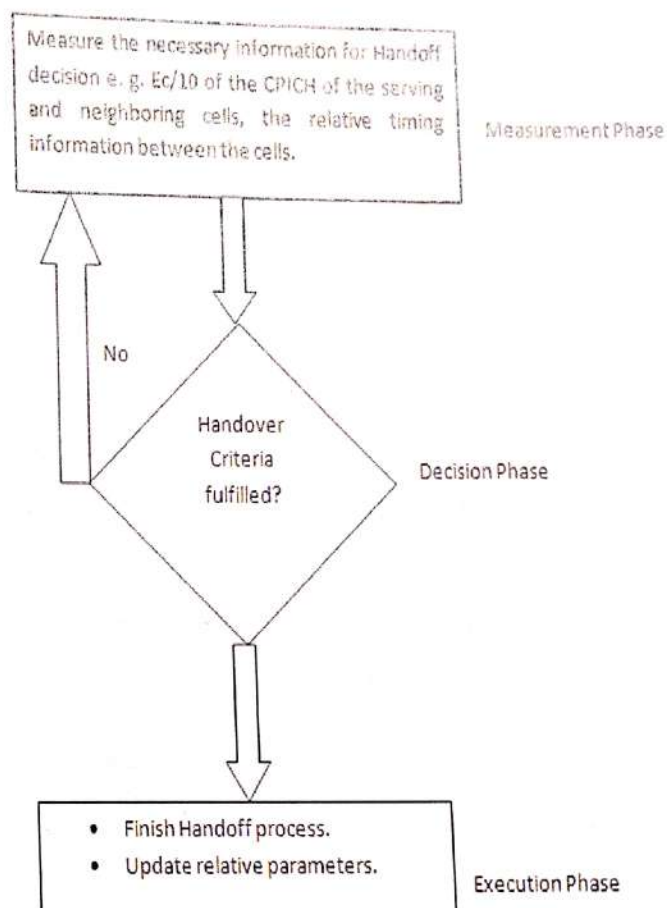 Measure the necessary information for Handoff
decision e. g. Ec/10 of the CPICH of the serving
and neighboring cells, the relative timing
information between the cells.
Measurement Phase
No
Handover
Criteria
fulfilled?
Decision Phase
• Finish Handoff process.
• Update relative parameters.
Execution Phase